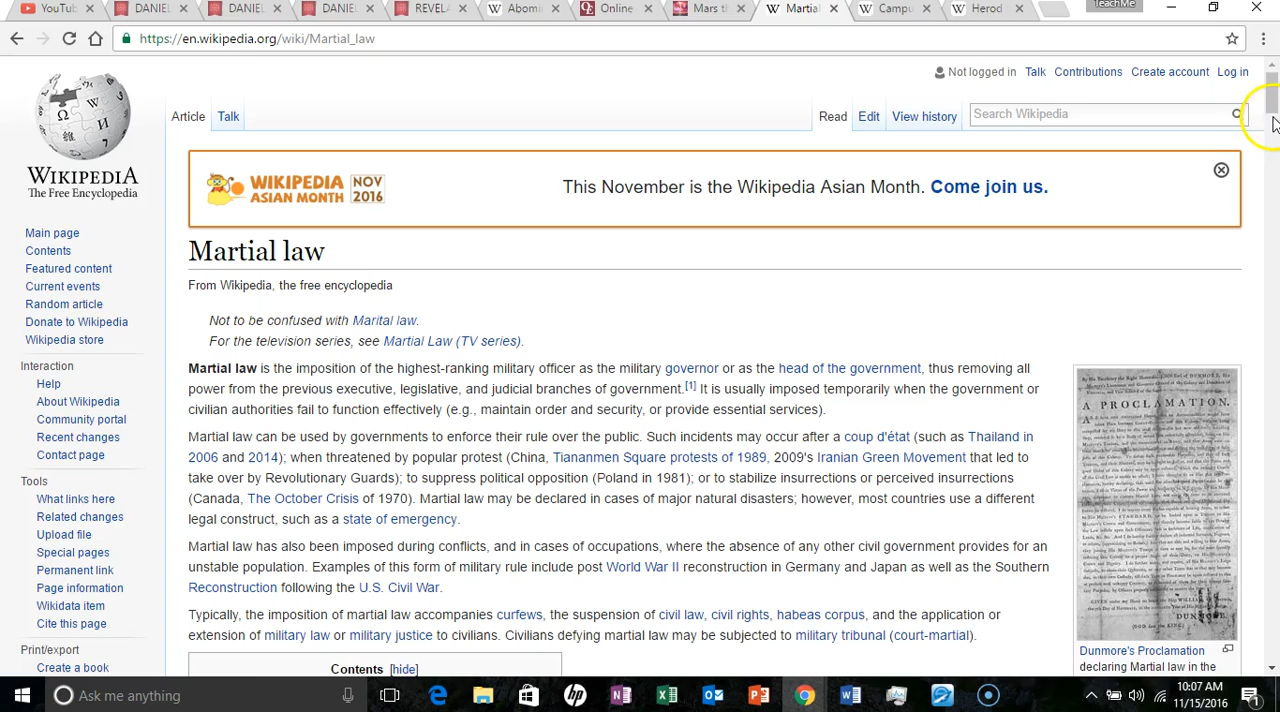 YouTub
DANIEL
DANIEL
DANIEL
REVELA
Abomin
Online
Mars th
Martial
Campu
Herod
TeachMe
https://en.wikipedia.org/wiki/Martial_law
Not logged in Talk Contributions Create account Log in
WIKIPEDIA
The Free Encyclopedia
Article Talk Read Edit View history Search Wikipedia
WIKIPEDIA
ASIAN MONTH
NOV
2016
This November is the Wikipedia Asian Month. Come join us.
Main page
Contents
Featured content
Current events
Random article
Donate to Wikipedia
Wikipedia store
Interaction
Help
About Wikipedia
Community portal
Recent changes
Contact page
Tools
What links here
Related changes
Upload file
Special pages
Permanent link
Page information
Wikidata item
Cite this page
Print/export
Create a book
Martial law
From Wikipedia, the free encyclopedia
Not to be confused with Marital law.
For the television series, see Martial Law (TV series).
Martial law is the imposition of the highest-ranking military officer as the military governor or as the head of the government, thus removing all
power from the previous executive, legislative, and judicial branches of government.[1] It is usually imposed temporarily when the government or
civilian authorities fail to function effectively (e.g., maintain order and security, or provide essential services).
Martial law can be used by governments to enforce their rule over the public. Such incidents may occur after a coup d'état (such as Thailand in
2006 and 2014); when threatened by popular protest (China, Tiananmen Square protests of 1989, 2009's Iranian Green Movement that led to
take over by Revolutionary Guards); to suppress political opposition (Poland in 1981); or to stabilize insurrections or perceived insurrections
(Canada, The October Crisis of 1970). Martial law may be declared in cases of major natural disasters; however, most countries use a different
legal construct, such as a state of emergency.
Martial law has also been imposed during conflicts, and in cases of occupations, where the absence of any other civil government provides for an
unstable population. Examples of this form of military rule include post World War II reconstruction in Germany and Japan as well as the Southern
Reconstruction following the U.S. Civil War.
Typically, the imposition of martial law accompanies curfews, the suspension of civil law, civil rights, habeas corpus, and the application or
extension of military law or military justice to civilians. Civilians defying martial law may be subjected to military tribunal (court-martial).
Contents [hide]
A PROCLAMATION.
Dunmore's Proclamation
declaring Martial law in the
Ask me anything
10:07 AM
11/15/2016